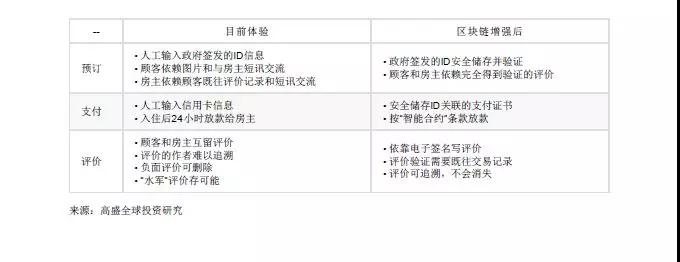 -- 目前体验 区块链增强后
预订
• 人工输入政府签发的ID信息
• 顾客依赖图片和与房主短讯交流
• 房主依赖顾客既往评价记录和短讯交流
• 政府签发的ID安全储存并验证
• 顾客和房主依赖完全得到验证的评价
支付
• 人工输入信用卡信息
• 入住后24小时放款给房主
• 安全储存ID关联的支付证书
• 按“智能合约”条款放款
评价
• 顾客和房主互留评价
• 评价的作者难以追溯
• 负面评价可删除
• “水军”评价存可能
• 依靠电子签名写评价
• 评价验证需要既往交易记录
• 评价可追溯，不会消失
来源：高盛全球投资研究